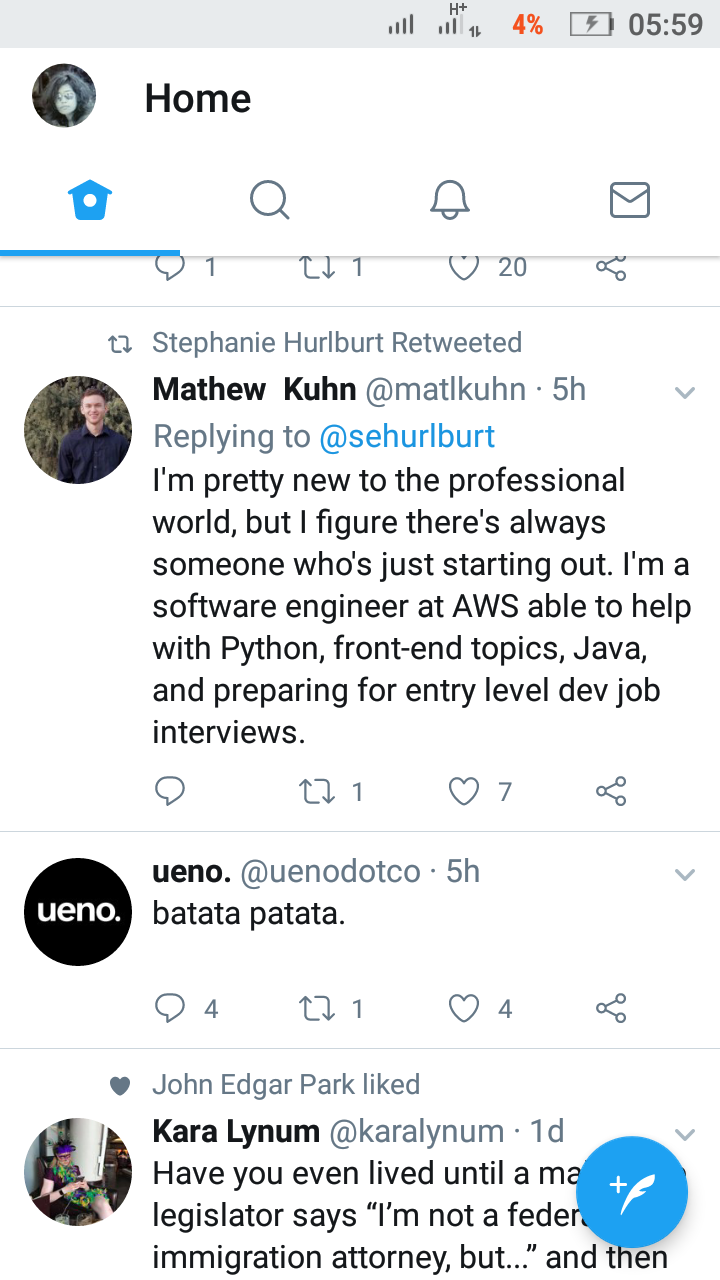 H+
4%
05:59
Home
1 1 20
Stephanie Hurlburt Retweeted
Mathew Kuhn @matlkuhn · 5h
Replying to @sehurlburt
I'm pretty new to the professional
world, but I figure there's always
someone who's just starting out. I'm a
software engineer at AWS able to help
with Python, front-end topics, Java,
and preparing for entry level dev job
interviews.
1 7
ueno.
ueno. @uenodotco · 5h
batata patata.
4 1 4
John Edgar Park liked
Kara Lynum @karalynum · 1d
Have you even lived until a
legislator says “I’m not a
immigration attorney, but...” and then